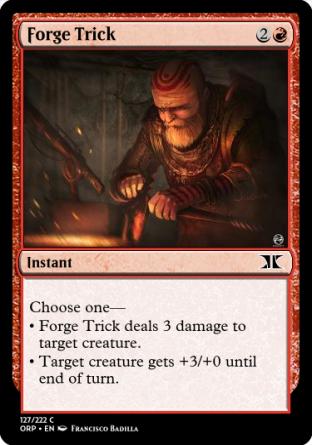 Forge Trick 2
Instant
Choose one—
• Forge Trick deals 3 damage to
target creature.
• Target creature gets +3/+0 until
end of turn.
127/222 C
ORP • EN Francisco Badilla